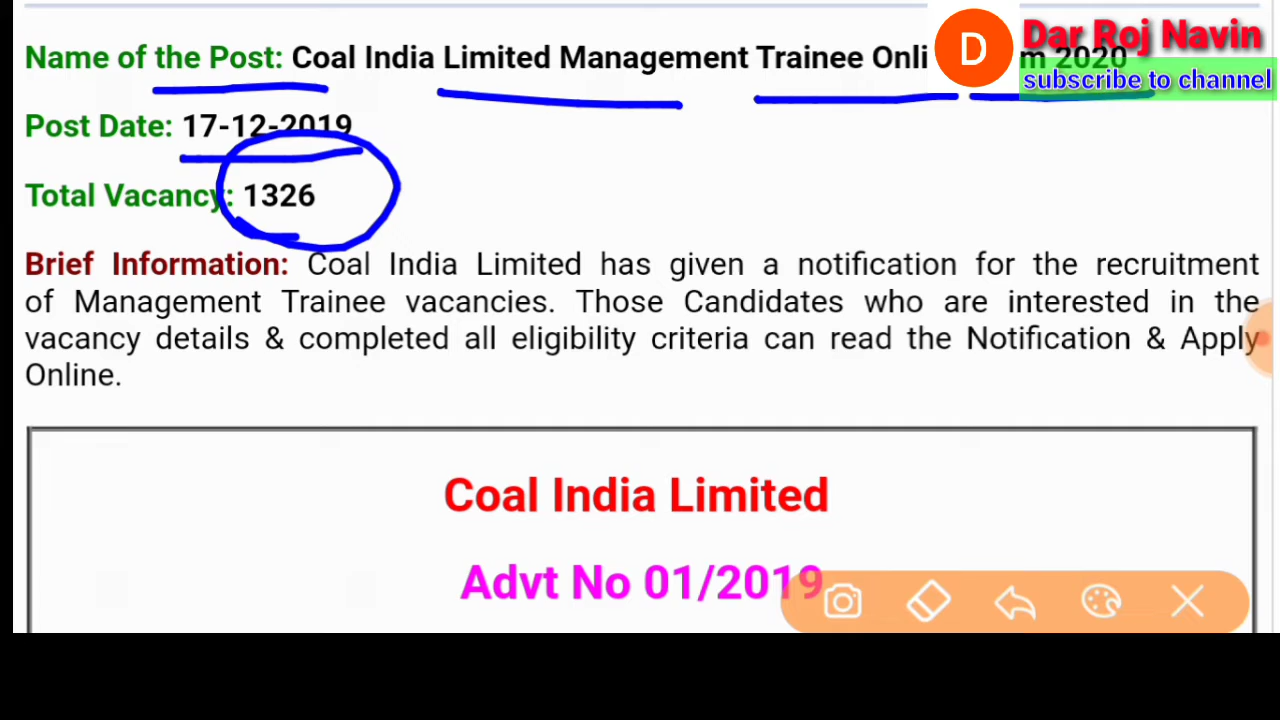 Name of the Post: Coal India Limited Management Trainee Onli m 2020
Dar Roj Navin
subscribe to channel
D
Post Date: 17-12-2019
Total Vacancy: 1326
Brief Information: Coal India Limited has given a notification for the recruitment
of Management Trainee vacancies. Those Candidates who are interested in the
vacancy details & completed all eligibility criteria can read the Notification & Apply
Online.
Coal India Limited
Advt No 01/2019